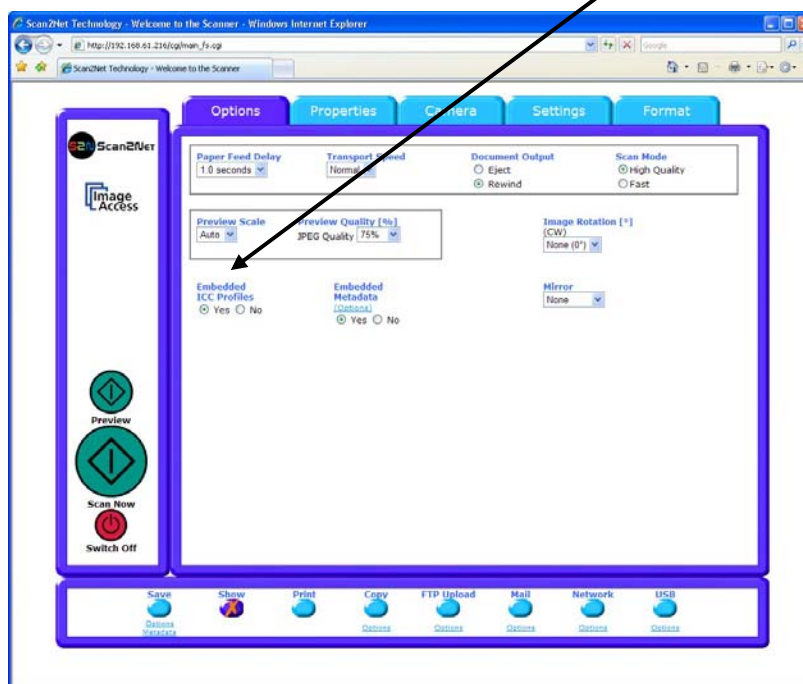 Scan2Net Technology - Welcome to the Scanner - Windows Internet Explorer
http://192.168.61.216/cgi/main_fs.cgi
Google
Scan2Net Technology - Welcome to the Scanner
Options Properties Camera Settings Format
S2N Scan2Net
Image
Access
Paper Feed Delay Transport Speed Document Output Scan Mode
1.0 seconds Normal Eject High Quality
Rewind Fast
Preview Scale Preview Quality [%] Image Rotation [°]
(CW)
Auto JPEG Quality 75% None (0°)
Embedded Embedded Mirror
ICC Profiles Metadata None
(Options)
Yes No Yes No
Preview
Scan Now
Switch Off
Save Show Print Copy FTP Upload Mail Network USB
Options Options Options Options Options Options
Metadata